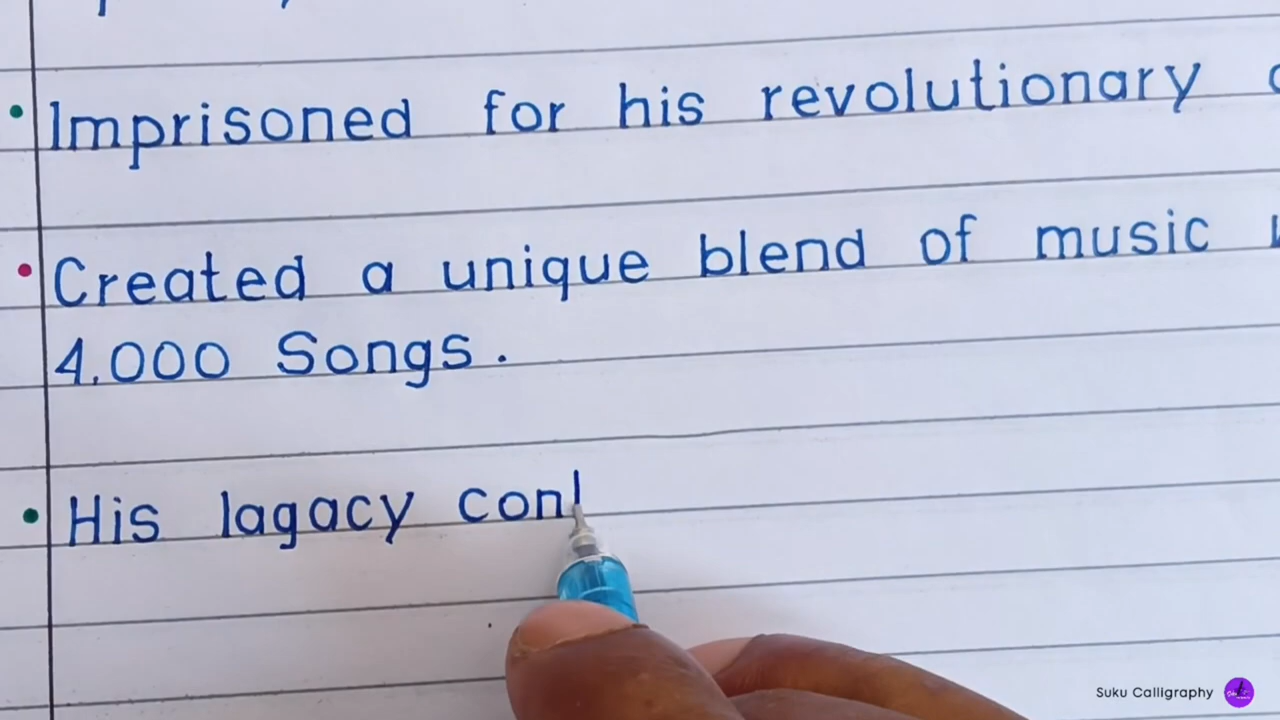 Imprisoned for his revolutionary
Created a unique blend of music
4,000 Songs.
His lagacy con
Suku Calligraphy